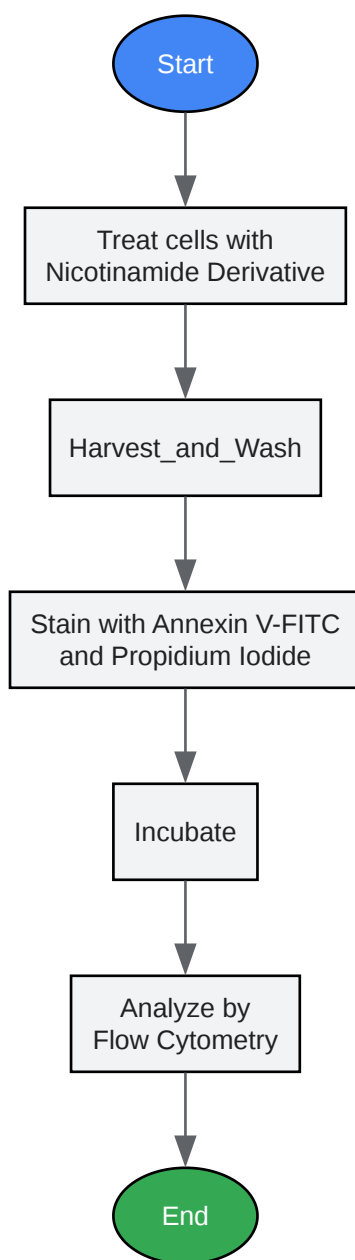 Start
Treat cells with
Nicotinamide Derivative
Harvest_and_Wash
Stain with Annexin V-FITC
and Propidium Iodide
Incubate
Analyze by
Flow Cytometry
End